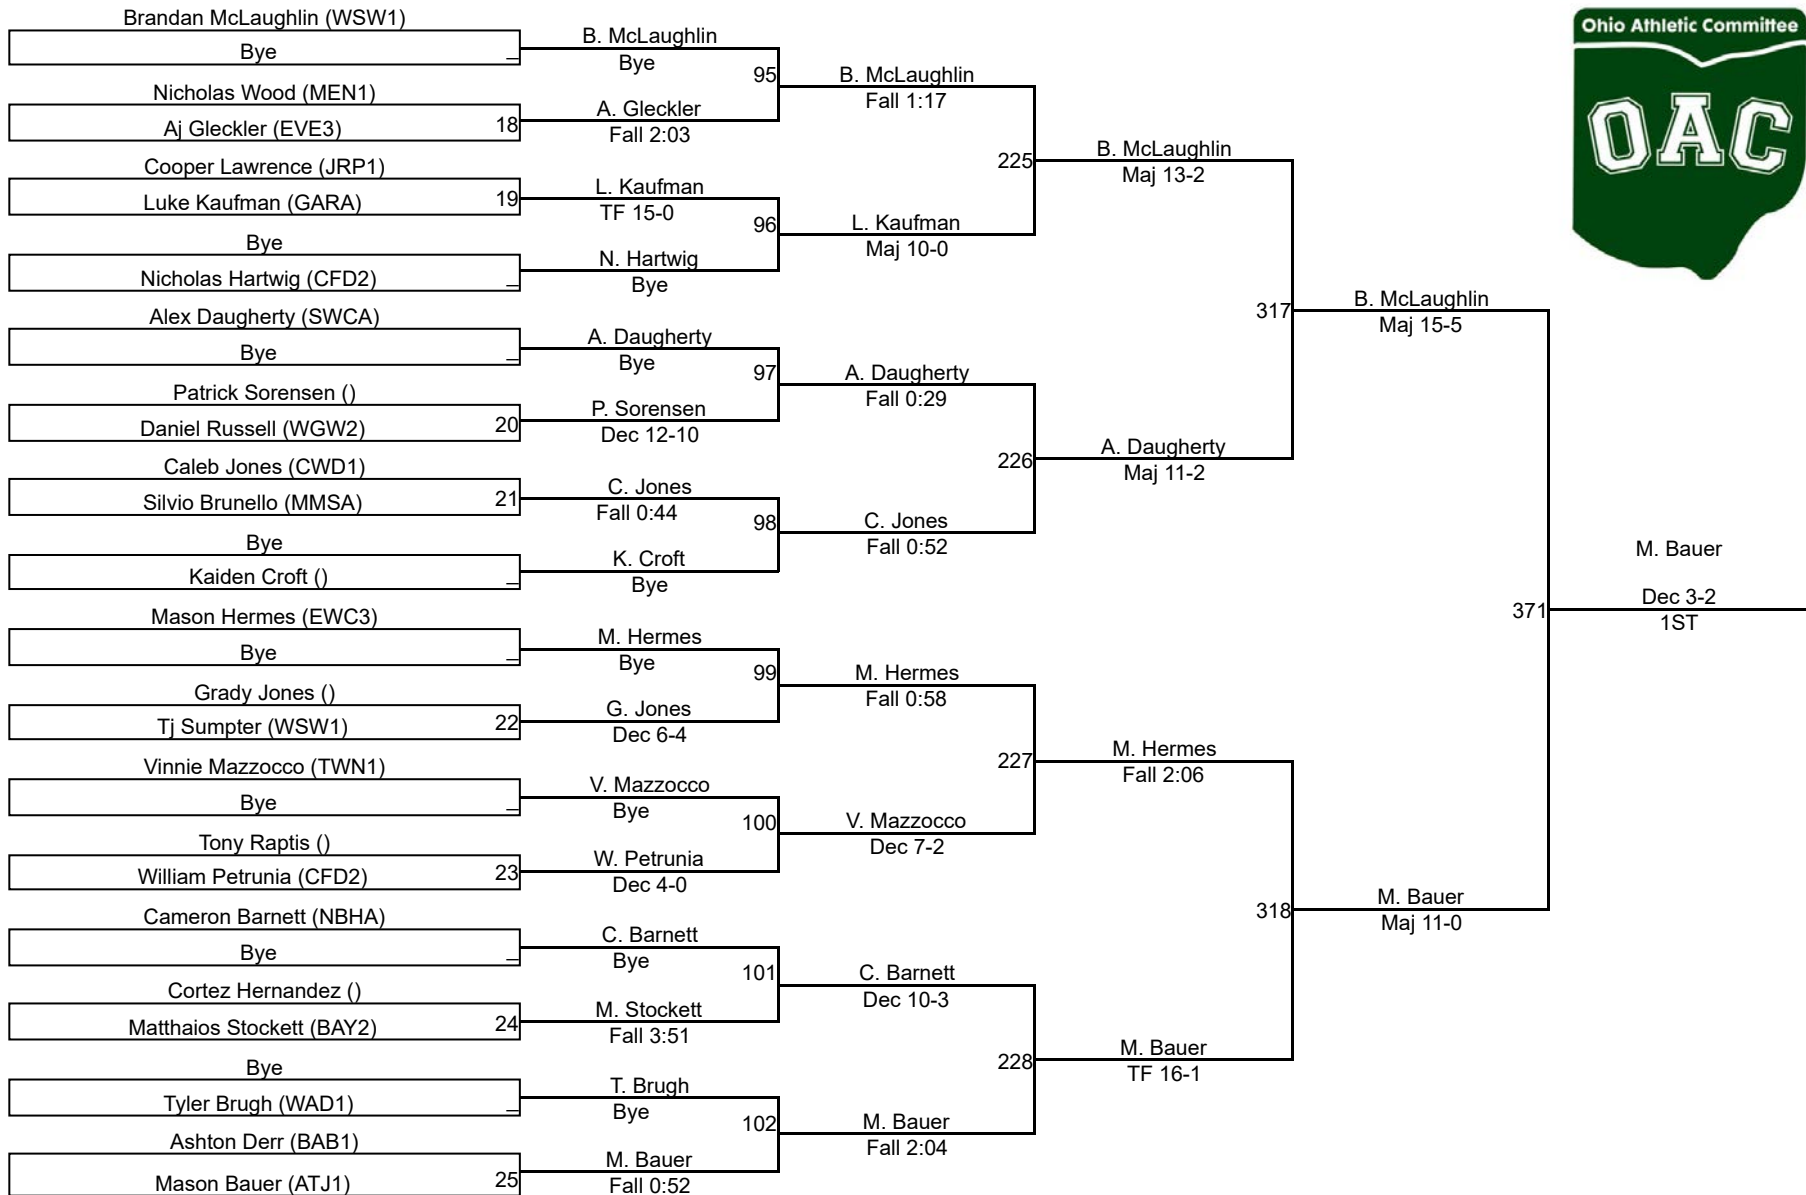 Brandan McLaughlin (WSW1)
Bye _
Nicholas Wood (MEN1)
Aj Gleckler (EVE3) 18
Cooper Lawrence (JRP1)
Luke Kaufman (GARA) 19
Bye
Nicholas Hartwig (CFD2) _
Alex Daugherty (SWCA)
Bye _
Patrick Sorensen ()
Daniel Russell (WGW2) 20
Caleb Jones (CWD1)
Silvio Brunello (MMSA) 21
Bye
Kaiden Croft () _
Mason Hermes (EWC3)
Bye _
Grady Jones ()
Tj Sumpter (WSW1) 22
Vinnie Mazzocco (TWN1)
Bye _
Tony Raptis ()
William Petrunia (CFD2) 23
Cameron Barnett (NBHA)
Bye _
Cortez Hernandez ()
Matthaios Stockett (BAY2) 24
Bye
Tyler Brugh (WAD1) _
Ashton Derr (BAB1)
Mason Bauer (ATJ1) 25
B. McLaughlin
Bye
95
A. Gleckler
Fall 2:03
L. Kaufman
TF 15-0
96
N. Hartwig
Bye
A. Daugherty
Bye
97
P. Sorensen
Dec 12-10
C. Jones
Fall 0:44
98
K. Croft
Bye
M. Hermes
Bye
99
G. Jones
Dec 6-4
V. Mazzocco
Bye
100
W. Petrunia
Dec 4-0
C. Barnett
Bye
101
M. Stockett
Fall 3:51
T. Brugh
Bye
102
M. Bauer
Fall 0:52
B. McLaughlin
Fall 1:17
225
L. Kaufman
Maj 10-0
A. Daugherty
Fall 0:29
226
C. Jones
Fall 0:52
M. Hermes
Fall 0:58
227
V. Mazzocco
Dec 7-2
C. Barnett
Dec 10-3
228
M. Bauer
Fall 2:04
B. McLaughlin
Maj 13-2
317
A. Daugherty
Maj 11-2
M. Hermes
Fall 2:06
318
M. Bauer
TF 16-1
B. McLaughlin
Maj 15-5
371
M. Bauer
Maj 11-0
M. Bauer
Dec 3-2
1ST
Ohio Athletic Committee
OAC